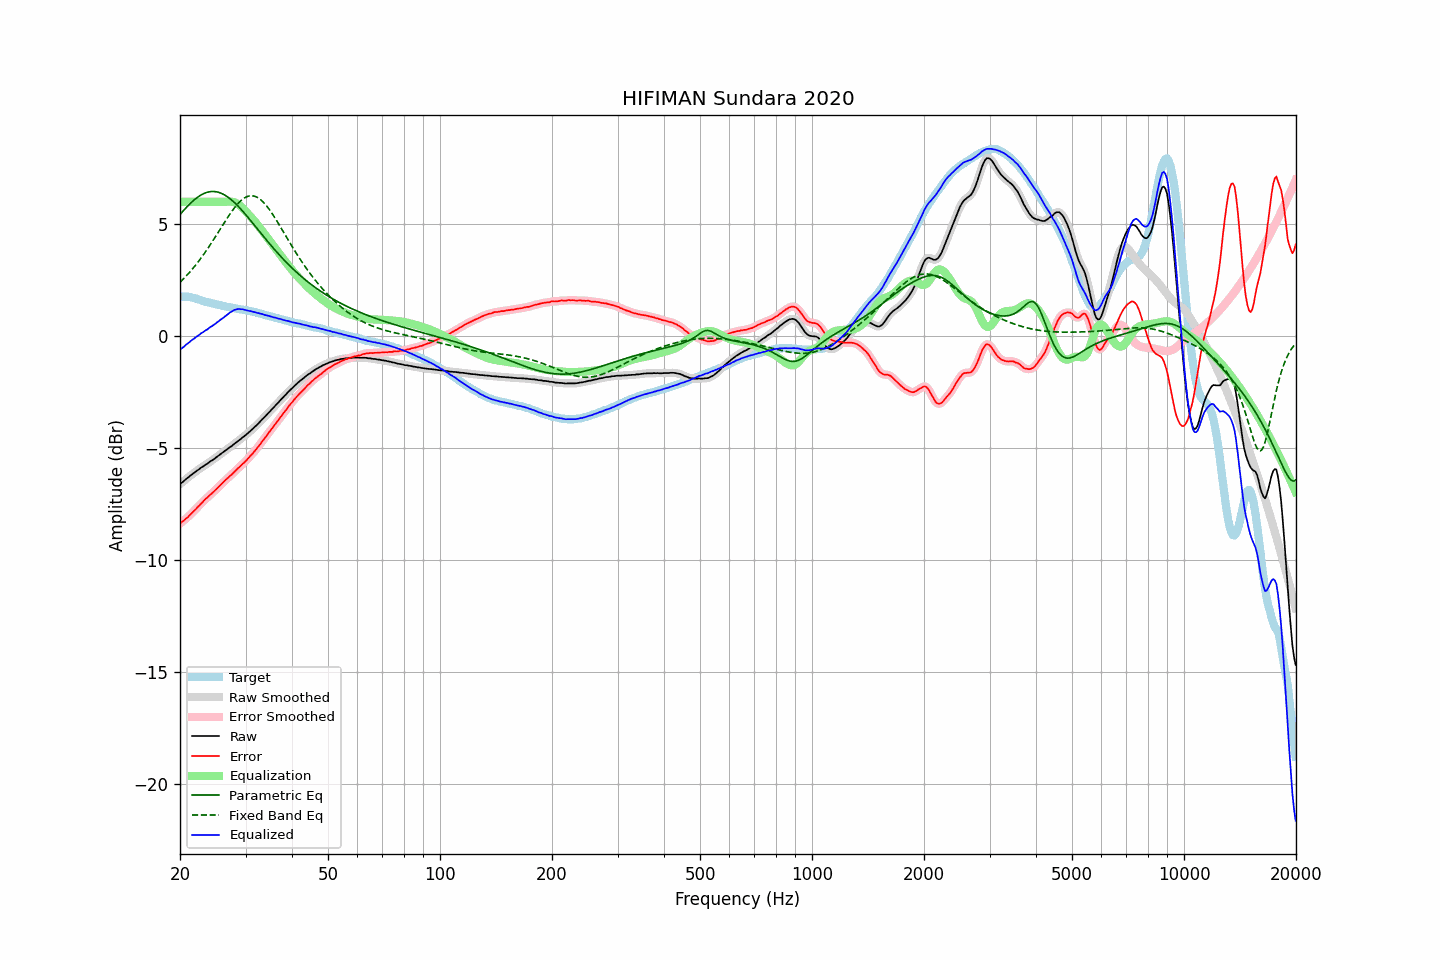 HIFIMAN Sundara 2020
Amplitude (dBr)
5
0
−5
−10
−15
−20
Target
Raw Smoothed
Error Smoothed
Raw
Error
Equalization
Parametric Eq
Fixed Band Eq
Equalized
20
50
100
200
500
1000
2000
5000
10000
20000
Frequency (Hz)